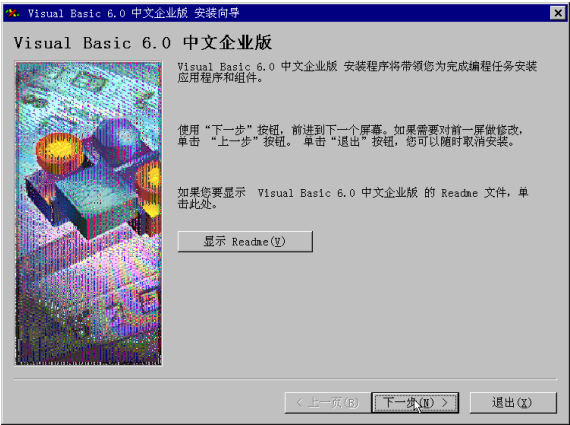 Visual Basic 6.0 中文企业版 安装向导
Visual Basic 6.0 中文企业版
Visual Basic 6.0 中文企业版 安装程序将带领您为完成编程任务安装
应用程序和组件。
使用“下一步”按钮，前进到下一个屏幕。如果需要对前一屏做修改，
单击 “上一步”按钮。 单击“退出”按钮，您可以随时取消安装。
如果您要显示 Visual Basic 6.0 中文企业版 的 Readme 文件，单
击此处。
显示 Readme(V)
< 上一页(B)
下一步(N) >
退出(X)